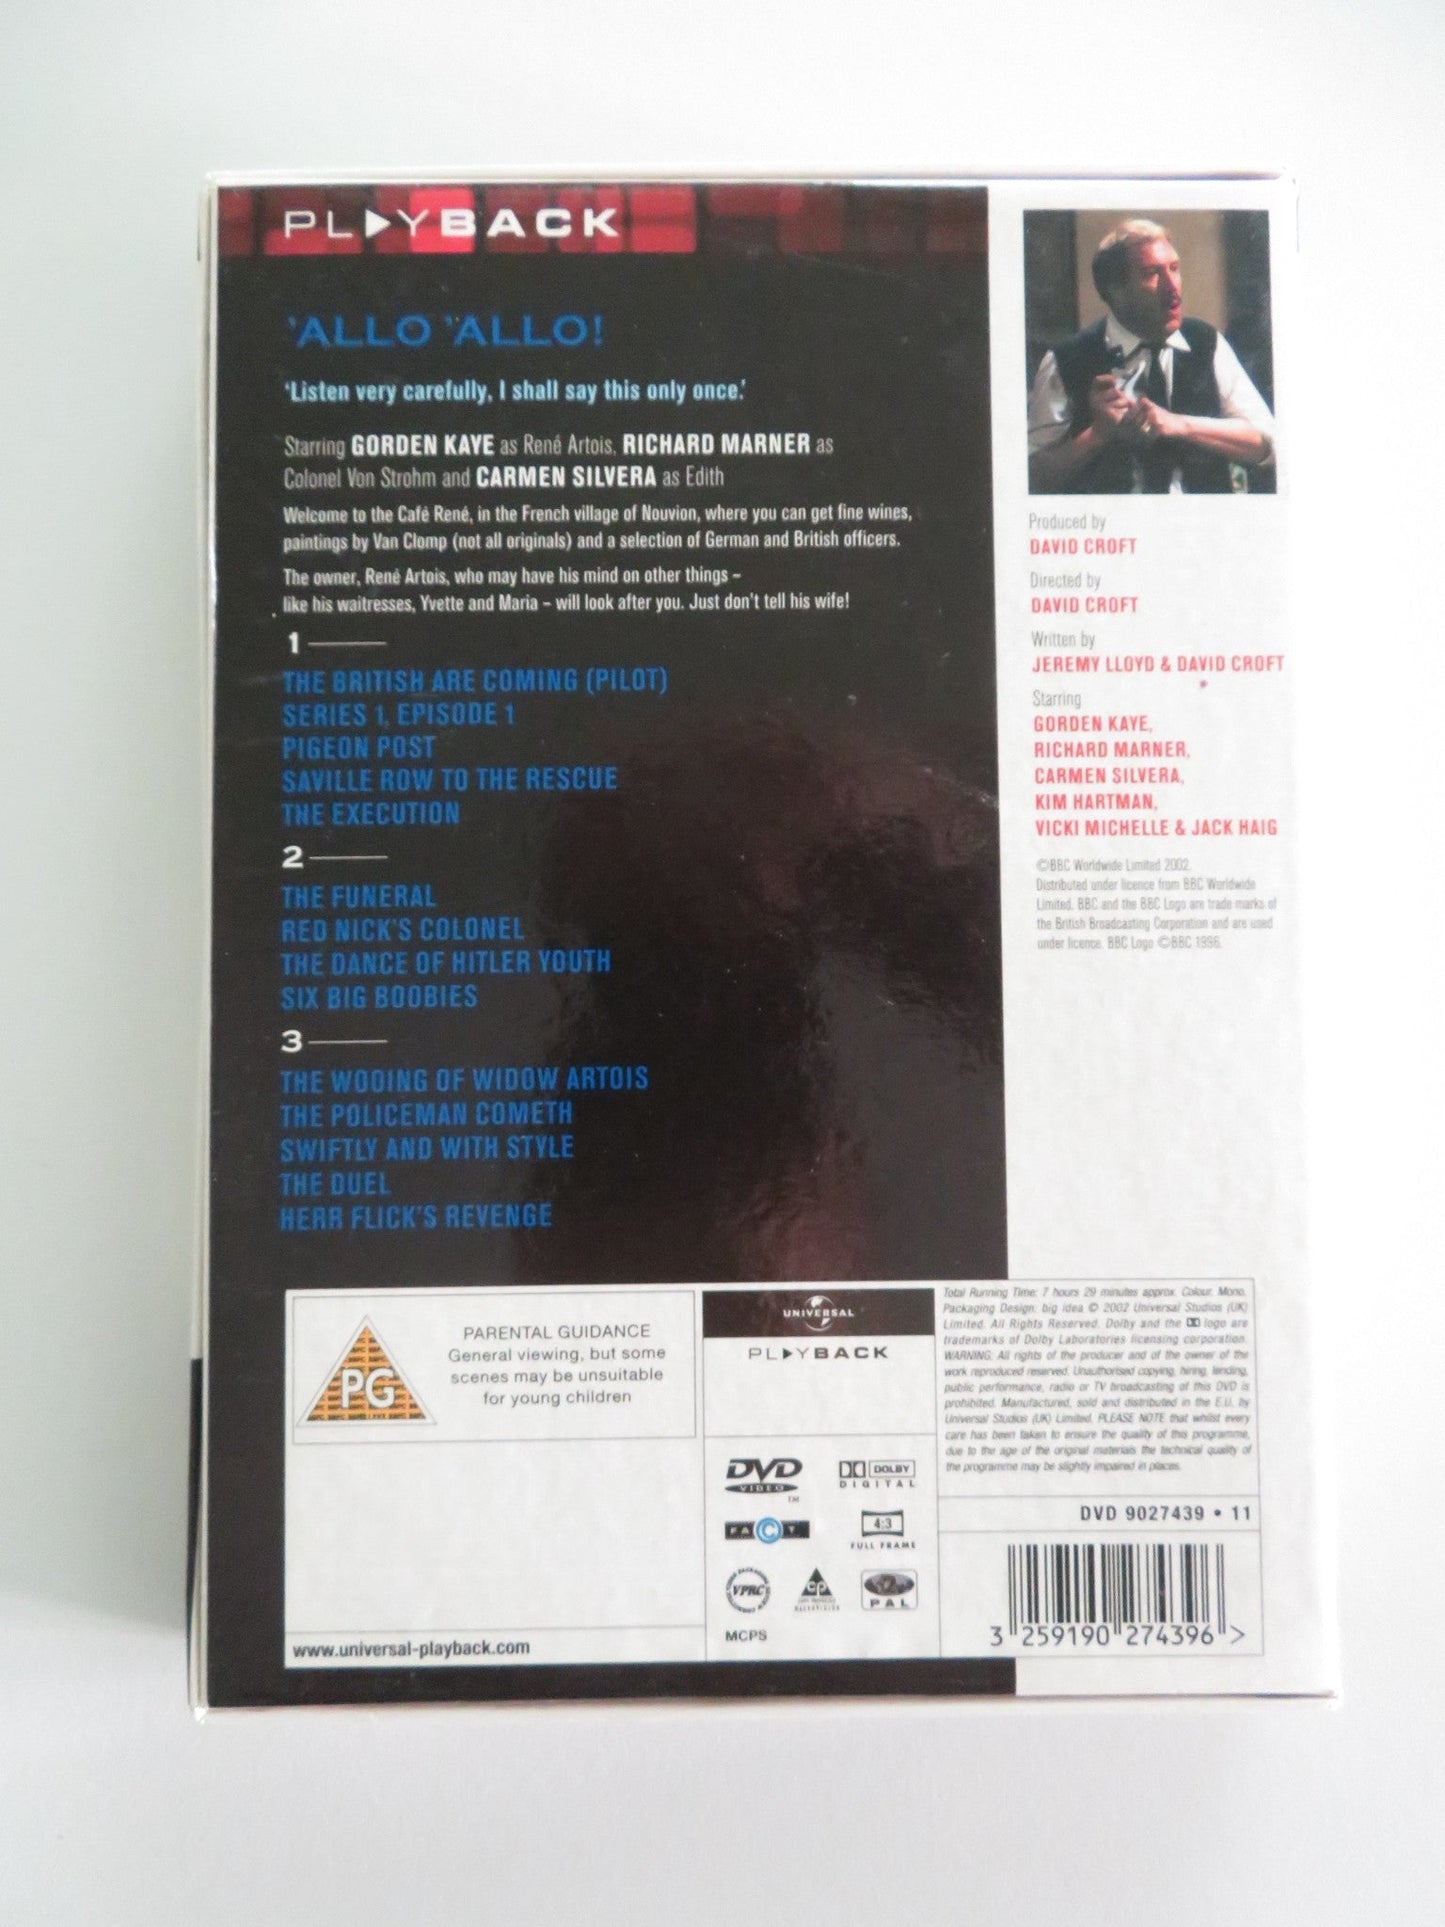 PLAYBACK
'ALLO 'ALLO!
'Listen very carefully, I shall say this only once.'
Starring GORDEN KAYE as René Artois, RICHARD MARNER as
Colonel Von Strohm and CARMEN SILVERA as Edith
Welcome to the Café René, in the French village of Nouvion, where you can get fine wines,
paintings by Van Clomp (not all originals) and a selection of German and British officers.
The owner, René Artois, who may have his mind on other things –
like his waitresses, Yvette and Maria – will look after you. Just don't tell his wife!
1
THE BRITISH ARE COMING (PILOT)
SERIES 1, EPISODE 1
PIGEON POST
SAVILLE ROW TO THE RESCUE
THE EXECUTION
2
THE FUNERAL
RED NICK'S COLONEL
THE DANCE OF HITLER YOUTH
SIX BIG BOOBIES
3
THE WOOING OF WIDOW ARTOIS
THE POLICEMAN COMETH
SWIFTLY AND WITH STYLE
THE DUEL
HERR FLICK'S REVENGE
Produced by
DAVID CROFT
Directed by
DAVID CROFT
Written by
JEREMY LLOYD & DAVID CROFT
Starring
GORDEN KAYE,
RICHARD MARNER,
CARMEN SILVERA,
KIM HARTMAN,
VICKI MICHELLE & JACK HAIG
©BBC Worldwide Limited 2002.
Distributed under licence from BBC Worldwide
Limited. BBC and the BBC Logo are trade marks of
the British Broadcasting Corporation and are used
under licence. BBC Logo ©BBC 1996.
PG
PARENTAL GUIDANCE
General viewing, but some
scenes may be unsuitable
for young children
www.universal-playback.com
UNIVERSAL
PLAYBACK
DVD
VIDEO
TM
DOLBY
DIGITAL
FACT
4:3
FULL FRAME
VPRC
CP
PAL
MCPS
Total Running Time: 7 hours 29 minutes approx. Colour. Mono.
Packaging Design: big idea © 2002 Universal Studios (UK)
Limited. All Rights Reserved. Dolby and the logo are
trademarks of Dolby Laboratories licensing corporation.
WARNING: All rights of the producer and of the owner of the
work reproduced reserved. Unauthorised copying, hiring, lending,
public performance, radio or TV broadcasting of this DVD is
prohibited. Manufactured, sold and distributed in the E.U. by
Universal Studios (UK) Limited. PLEASE NOTE that whilst every
care has been taken to ensure the quality of this programme,
due to the age of the original materials the technical quality of
the programme may be slightly impaired in places.
DVD 9027439 • 11
3 259190 274396 >